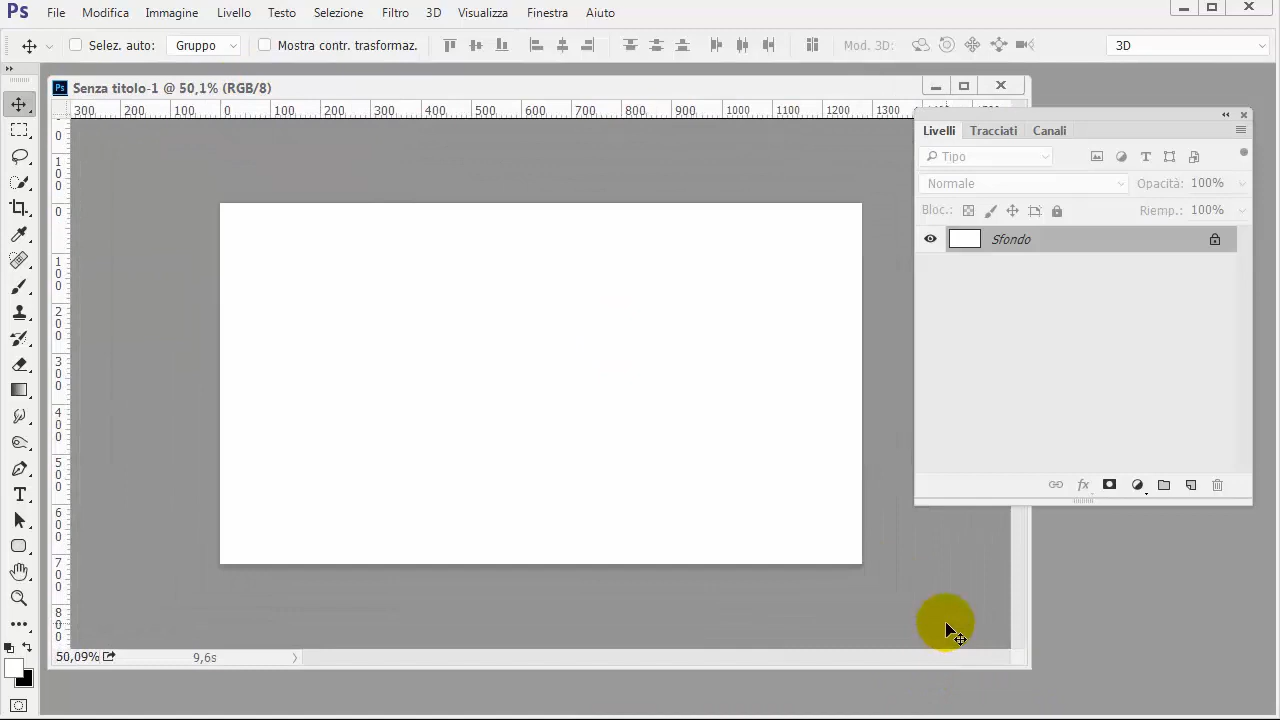 Ps File Modifica Immagine Livello Testo Selezione Filtro 3D Visualizza Finestra Aiuto
Selez. auto: Gruppo Mostra contr. trasformaz. Mod. 3D: 3D
Ps Senza titolo-1 @ 50,1% (RGB/8)
300 200 100 0 100 200 300 400 500 600 700 800 900 1000 1100 1200 1300
Livelli Tracciati Canali
Tipo
Normale Opacità: 100%
Bloc.: Riemp.: 100%
Sfondo
0
100
0
100
200
300
400
500
600
700
800
50,09% 9,6s